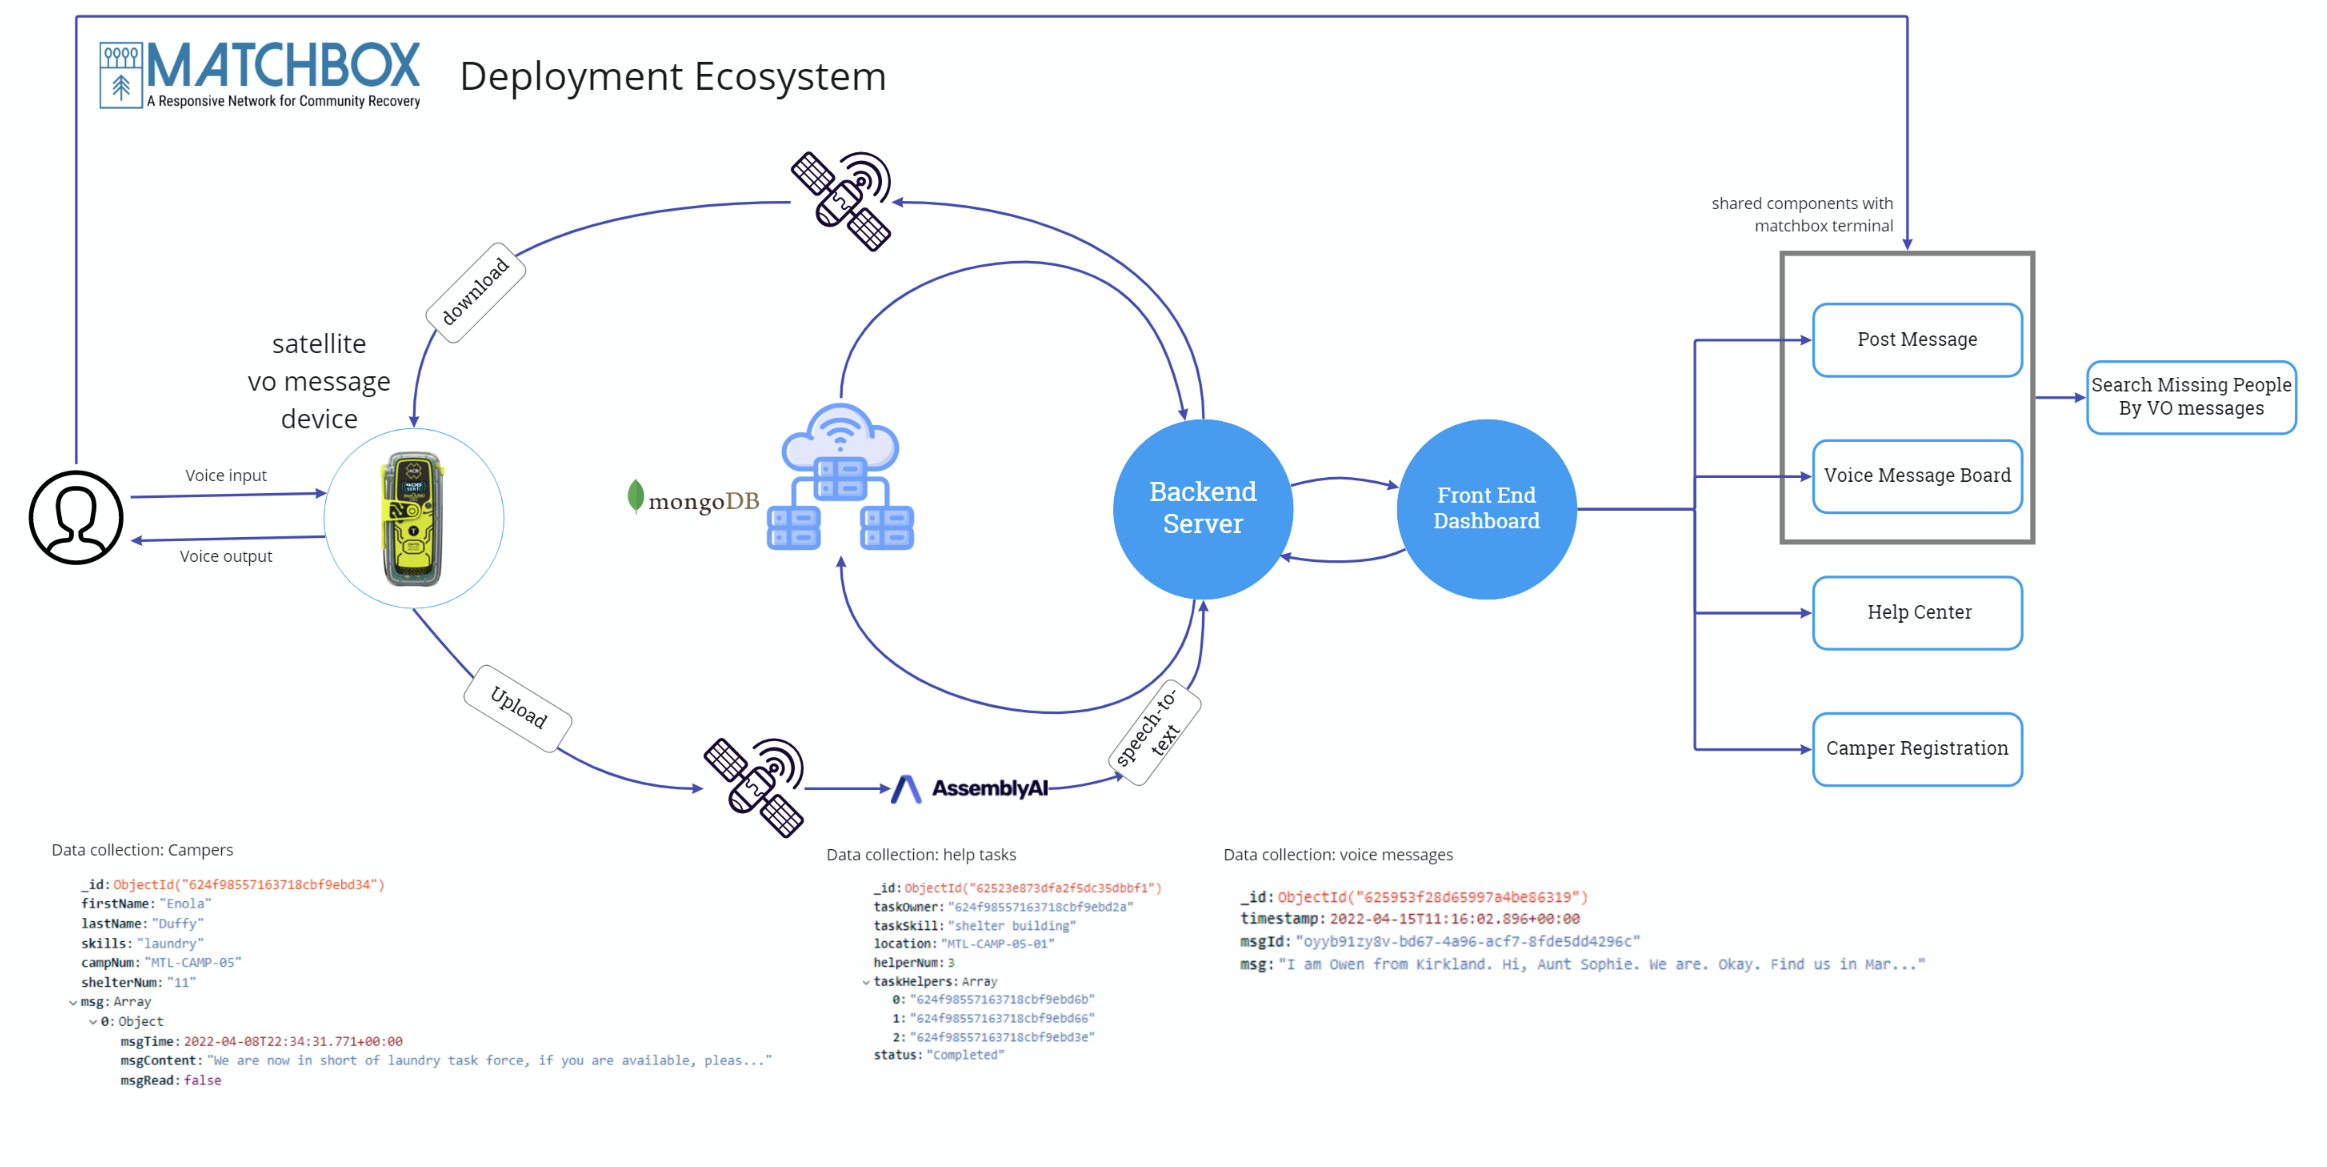 MATCHBOX
A Responsive Network for Community Recovery
Deployment Ecosystem
shared components with
matchbox terminal
download
satellite
vo message
device
Voice input
Voice output
mongoDB
Backend
Server
Front End
Dashboard
Post Message
Voice Message Board
Search Missing People
By VO messages
Help Center
Camper Registration
Upload
speech-to-
text
AssemblyAI
Data collection: Campers
_id: ObjectId("624f98557163718cbf9ebd34")
firstName: "Enola"
lastName: "Duffy"
skills: "laundry"
campNum: "MTL-CAMP-05"
shelterNum: "11"
msg: Array
0: Object
msgTime: 2022-04-08T22:34:31.771+00:00
msgContent: "We are now in short of laundry task force, if you are available, pleas..."
msgRead: false
Data collection: help tasks
_id: ObjectId("62523e873dfa2f5dc35dbbf1")
taskOwner: "624f98557163718cbf9ebd2a"
taskSkill: "shelter building"
location: "MTL-CAMP-05-01"
helperNum: 3
taskHelpers: Array
0: "624f98557163718cbf9ebd6b"
1: "624f98557163718cbf9ebd66"
2: "624f98557163718cbf9ebd3e"
status: "Completed"
Data collection: voice messages
_id: ObjectId("625953f28d65997a4be86319")
timestamp: 2022-04-15T11:16:02.896+00:00
msgId: "oyyb91zy8v-bd67-4a96-acf7-8fde5dd4296c"
msg: "I am Owen from Kirkland. Hi, Aunt Sophie. We are. Okay. Find us in Mar..."